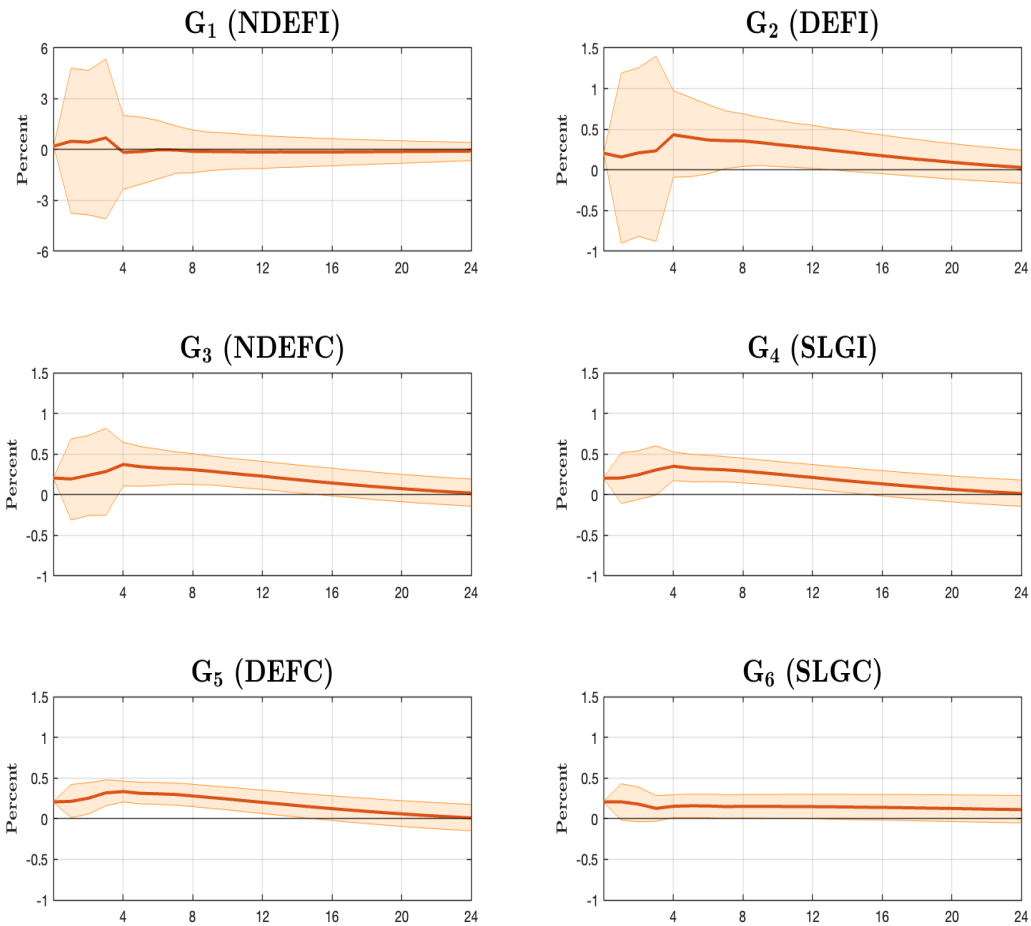 G₁ (NDEFI)
Percent
6
3
0
-3
-6
4 8 12 16 20 24
G₂ (DEFI)
Percent
1.5
1
0.5
0
-0.5
-1
4 8 12 16 20 24
G₃ (NDEFC)
Percent
1.5
1
0.5
0
-0.5
-1
4 8 12 16 20 24
G₄ (SLGI)
Percent
1.5
1
0.5
0
-0.5
-1
4 8 12 16 20 24
G₅ (DEFC)
Percent
1.5
1
0.5
0
-0.5
-1
4 8 12 16 20 24
G₆ (SLGC)
Percent
1.5
1
0.5
0
-0.5
-1
4 8 12 16 20 24